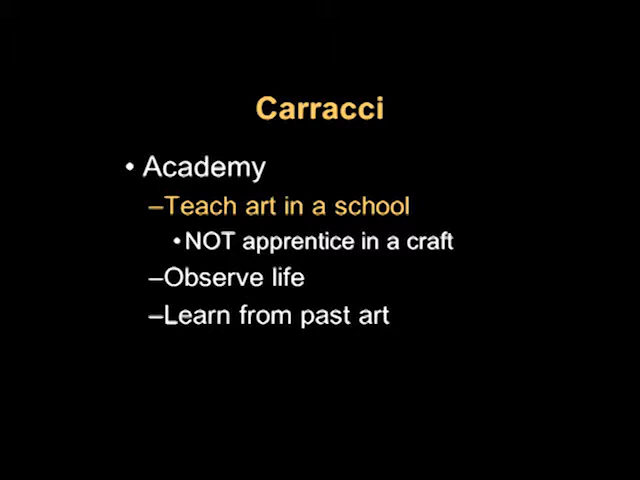 Carracci
• Academy
–Teach art in a school
•NOT apprentice in a craft
–Observe life
–Learn from past art